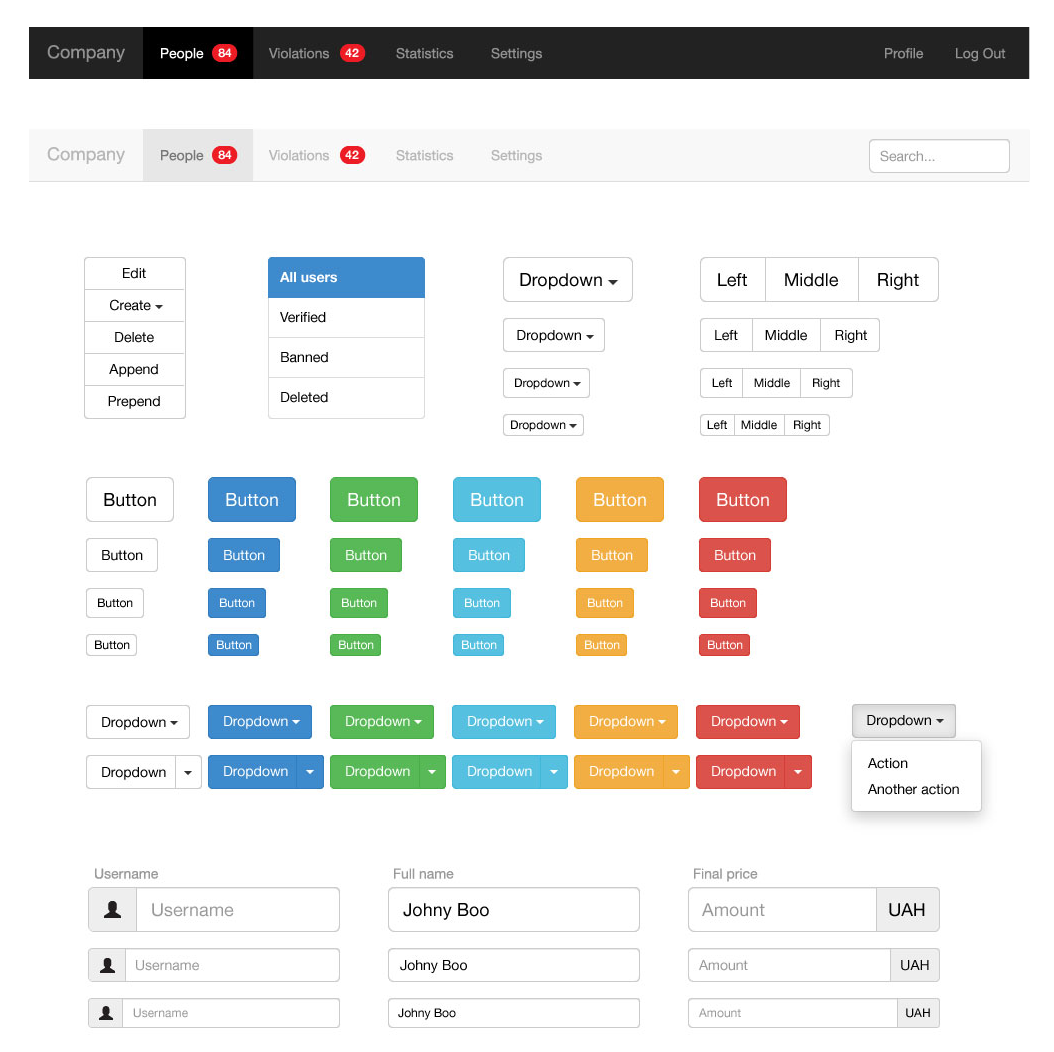 Company People 84 Violations 42 Statistics Settings Profile Log Out
Company People 84 Violations 42 Statistics Settings Search...
Edit
Create
Delete
Append
Prepend
All users
Verified
Banned
Deleted
Dropdown
Dropdown
Dropdown
Dropdown
Left Middle Right
Left Middle Right
Left Middle Right
Left Middle Right
Button Button Button Button Button Button
Button Button Button Button Button Button
Button Button Button Button Button Button
Button Button Button Button Button Button
Dropdown Dropdown Dropdown Dropdown Dropdown Dropdown
Dropdown Dropdown Dropdown Dropdown Dropdown Dropdown
Dropdown
Action
Another action
Username
Username
Username
Username
Full name
Johny Boo
Johny Boo
Johny Boo
Final price
Amount UAH
Amount UAH
Amount UAH